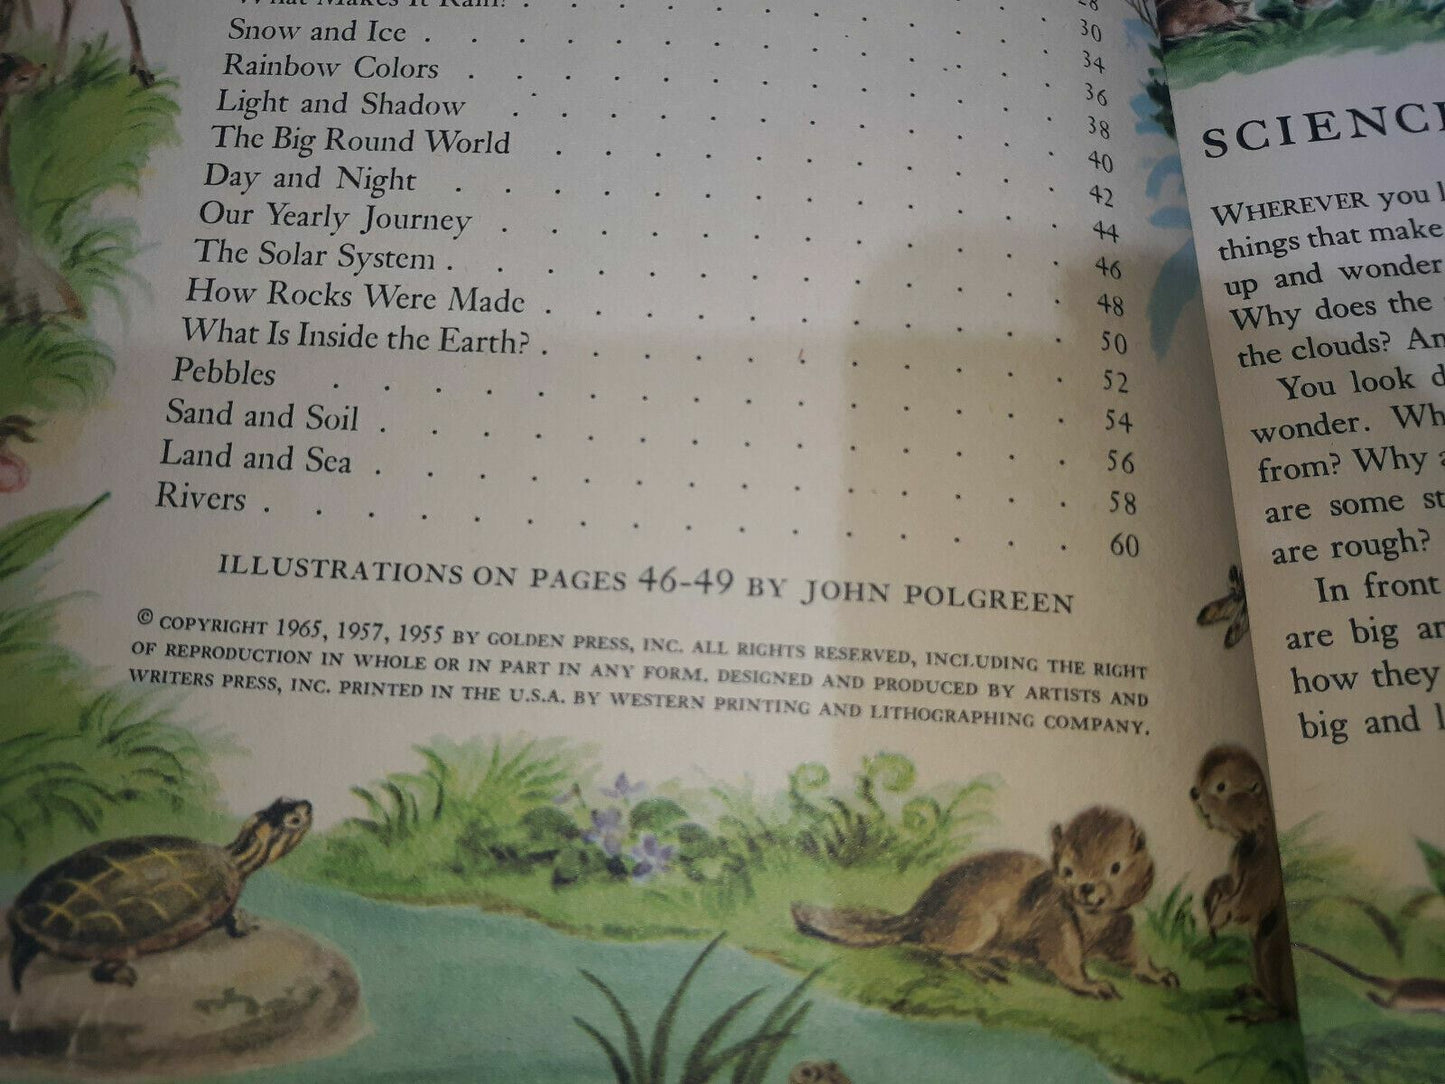 28
30
What Makes It Rain? . . . . . . . . . . 34
Snow and Ice . . . . . . . . . . . . . 36
Rainbow Colors . . . . . . . . . . . . 38
Light and Shadow . . . . . . . . . . . 40
The Big Round World . . . . . . . . . . 42
Day and Night . . . . . . . . . . . . 44
Our Yearly Journey . . . . . . . . . . . 46
The Solar System . . . . . . . . . . . . 48
How Rocks Were Made . . . . . . . . . . 50
What Is Inside the Earth? . . . . . . . . . . 52
Pebbles . . . . . . . . . . . . . . . 54
Sand and Soil . . . . . . . . . . . . . 56
Land and Sea . . . . . . . . . . . . . . 58
Rivers . . . . . . . . . . . . . . . . 60
ILLUSTRATIONS ON PAGES 46-49 BY JOHN POLGREEN
© COPYRIGHT 1965, 1957, 1955 BY GOLDEN PRESS, INC. ALL RIGHTS RESERVED, INCLUDING THE RIGHT
OF REPRODUCTION IN WHOLE OR IN PART IN ANY FORM. DESIGNED AND PRODUCED BY ARTISTS AND
WRITERS PRESS, INC. PRINTED IN THE U.S.A. BY WESTERN PRINTING AND LITHOGRAPHING COMPANY.
SCIENC
WHEREVER you
things that make
up and wonder
Why does the
the clouds? An
You look
wonder. Wh
from? Why
are some st
are rough?
In front
are big an
how they
big and